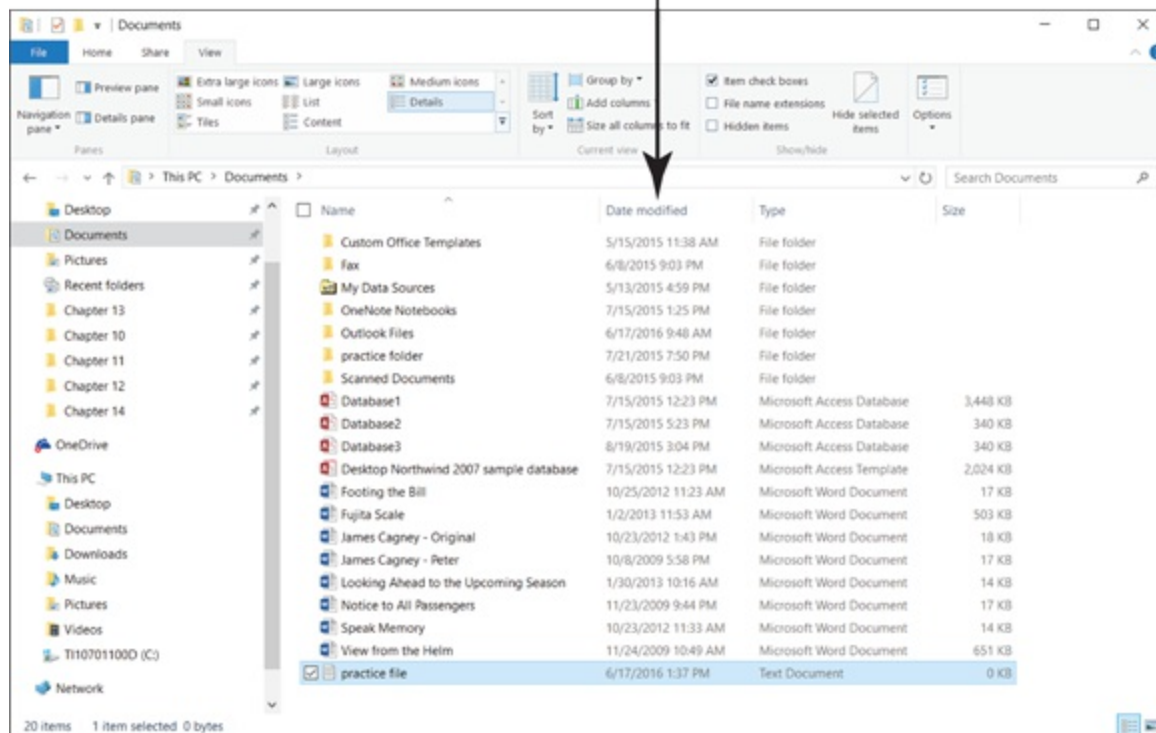 Documents
File Home Share View
Navigation pane
Preview pane
Details pane
Panes
Extra large icons Large icons Medium icons
Small icons List Details
Tiles Content
Layout
Sort by
Group by
Add columns
Size all columns to fit
Current view
Item check boxes
File name extensions
Hidden items
Hide selected items
Show/hide
Options
This PC > Documents >
Search Documents
Desktop
Documents
Pictures
Recent folders
Chapter 13
Chapter 10
Chapter 11
Chapter 12
Chapter 14
OneDrive
This PC
Desktop
Documents
Downloads
Music
Pictures
Videos
TI10701100D (C:)
Network
Name Date modified Type Size
Custom Office Templates 5/15/2015 11:38 AM File folder
Fax 6/8/2015 9:03 PM File folder
My Data Sources 5/13/2015 4:59 PM File folder
OneNote Notebooks 7/15/2015 1:25 PM File folder
Outlook Files 6/17/2016 9:48 AM File folder
practice folder 7/21/2015 7:50 PM File folder
Scanned Documents 6/8/2015 9:03 PM File folder
Database1 7/15/2015 12:23 PM Microsoft Access Database 3,448 KB
Database2 7/15/2015 5:23 PM Microsoft Access Database 340 KB
Database3 8/19/2015 3:04 PM Microsoft Access Database 340 KB
Desktop Northwind 2007 sample database 7/15/2015 12:23 PM Microsoft Access Template 2,024 KB
Footing the Bill 10/25/2012 11:23 AM Microsoft Word Document 17 KB
Fujita Scale 1/2/2013 11:53 AM Microsoft Word Document 503 KB
James Cagney - Original 10/23/2012 1:43 PM Microsoft Word Document 18 KB
James Cagney - Peter 10/8/2009 5:58 PM Microsoft Word Document 17 KB
Looking Ahead to the Upcoming Season 1/30/2013 10:16 AM Microsoft Word Document 14 KB
Notice to All Passengers 11/23/2009 9:44 PM Microsoft Word Document 17 KB
Speak Memory 10/23/2012 11:33 AM Microsoft Word Document 14 KB
View from the Helm 11/24/2009 10:49 AM Microsoft Word Document 651 KB
practice file 6/17/2016 1:37 PM Text Document 0 KB
20 items 1 item selected 0 bytes